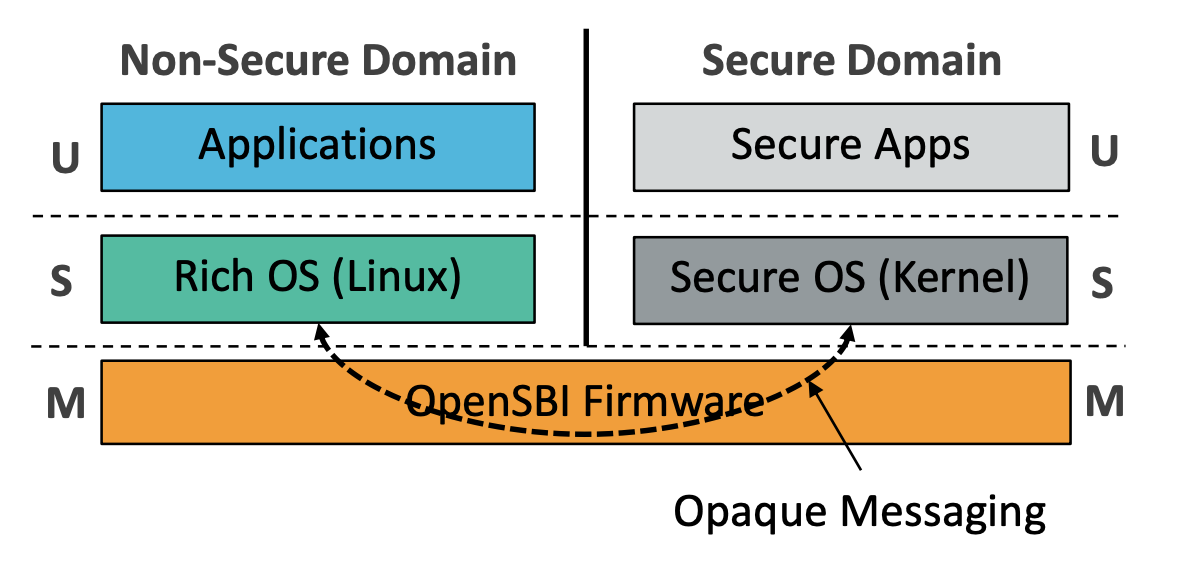 Non-Secure Domain
Secure Domain
U
Applications
Secure Apps
U
S
Rich OS (Linux)
Secure OS (Kernel)
S
M
OpenSBI Firmware
M
Opaque Messaging